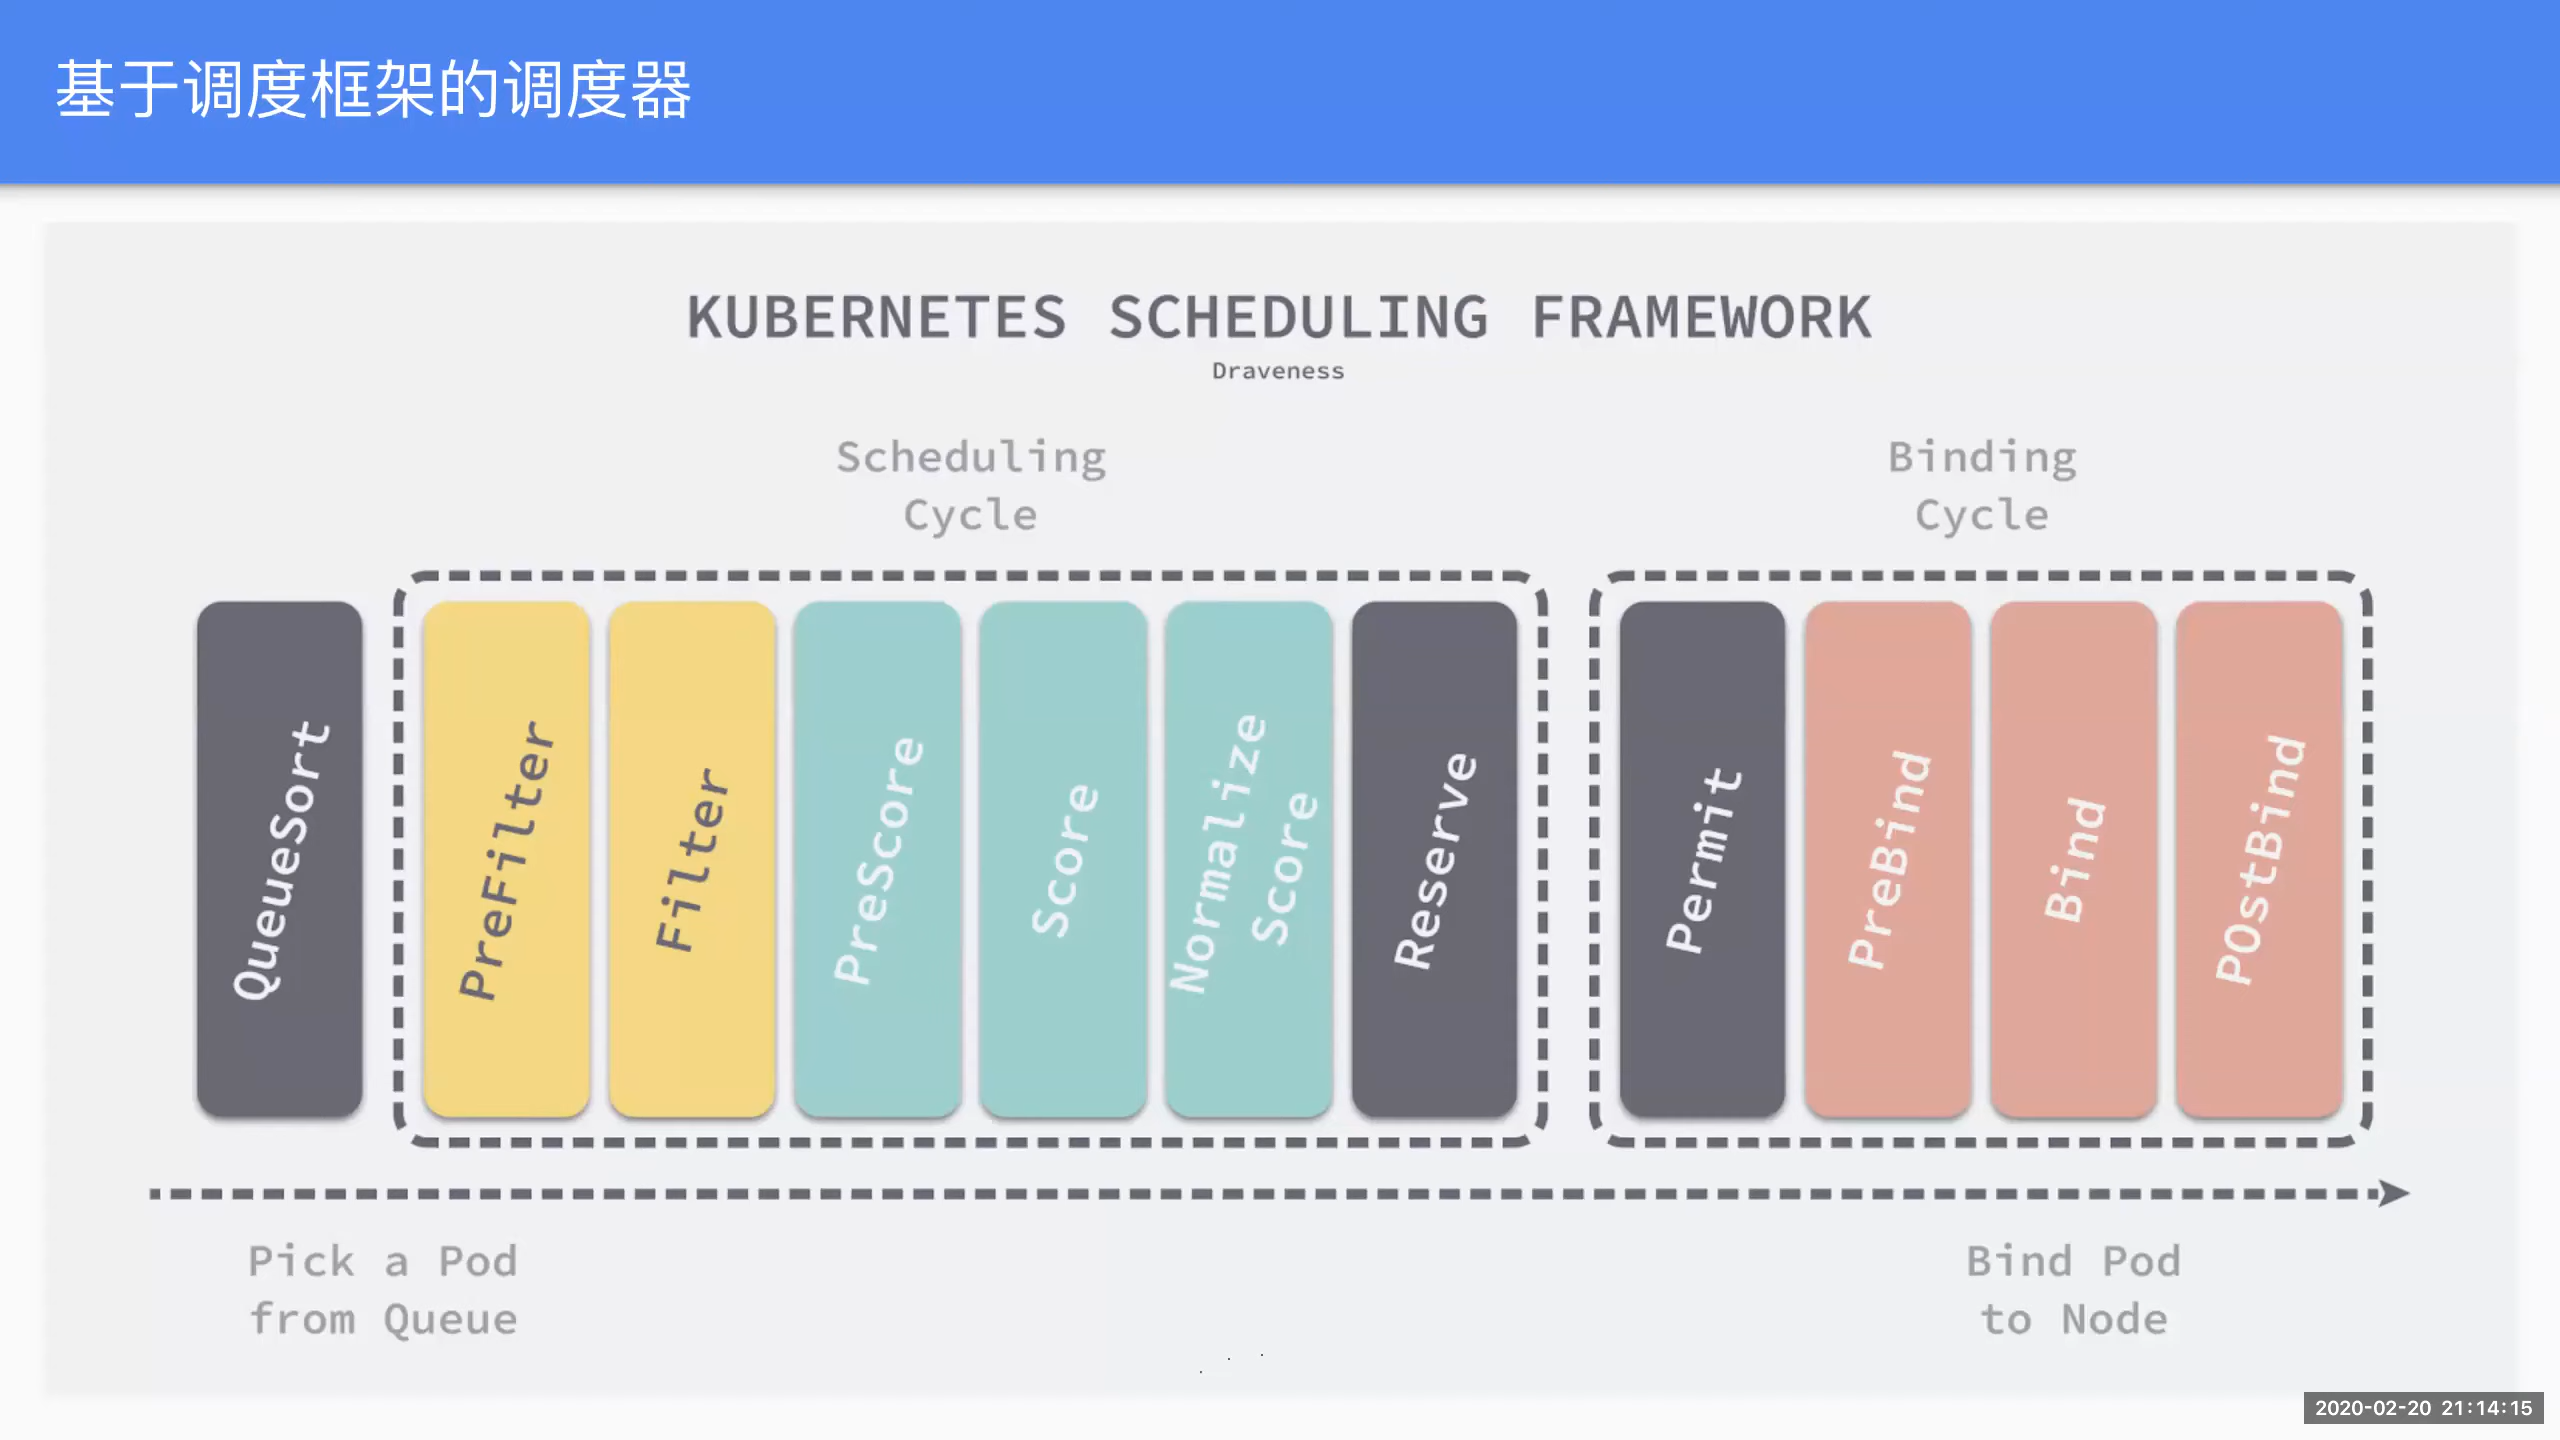 基于调度框架的调度器
KUBERNETES SCHEDULING FRAMEWORK
Draveness
Scheduling
Cycle
Binding
Cycle
QueueSort
PreFilter
Filter
PreScore
Score
Normalize
Score
Reserve
Permit
PreBind
Bind
POstBind
Pick a Pod
from Queue
Bind Pod
to Node
2020-02-20 21:14:15